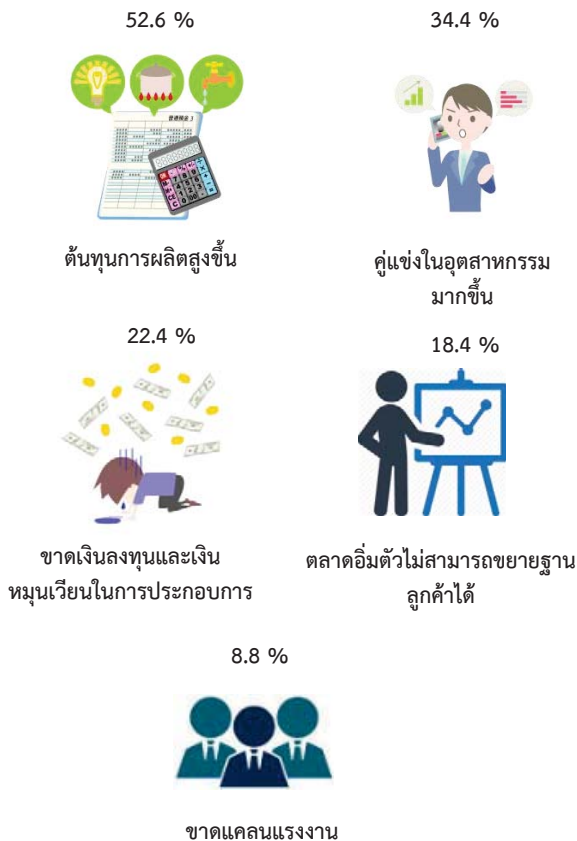 52.6 %
34.4 %
ต้นทุนการผลิตสูงขึ้น
คู่แข่งในอุตสาหกรรม
มากขึ้น
22.4 %
18.4 %
ขาดเงินลงทุนและเงิน
หมุนเวียนในการประกอบการ
ตลาดอิ่มตัวไม่สามารถขยายฐาน
ลูกค้าได้
8.8 %
ขาดแคลนแรงงาน